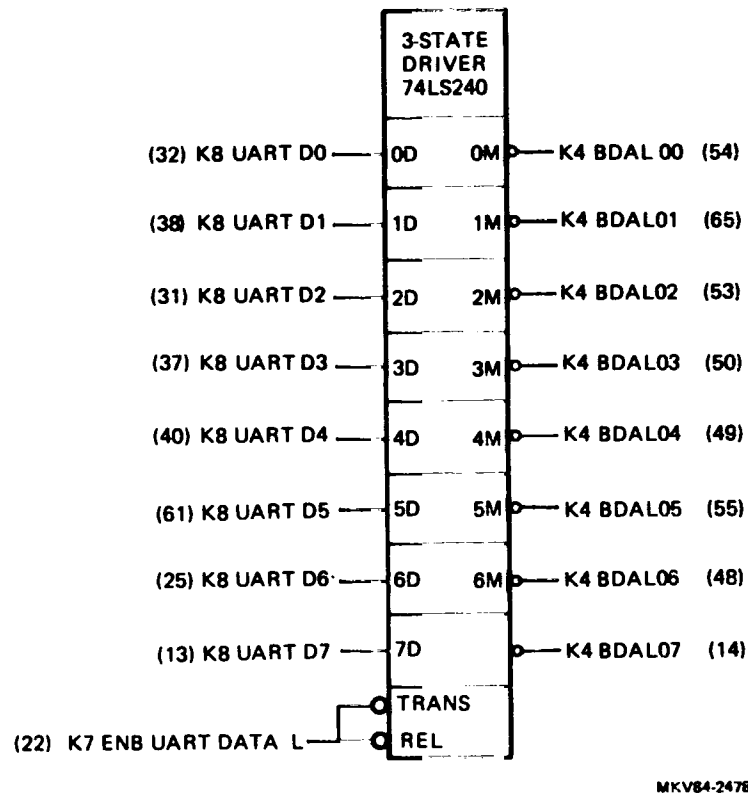 3-STATE
DRIVER
74LS240
(32) K8 UART D0 0D 0M K4 BDAL 00 (54)
(38) K8 UART D1 1D 1M K4 BDAL01 (65)
(31) K8 UART D2 2D 2M K4 BDAL02 (53)
(37) K8 UART D3 3D 3M K4 BDAL03 (50)
(40) K8 UART D4 4D 4M K4 BDAL04 (49)
(61) K8 UART D5 5D 5M K4 BDAL05 (55)
(25) K8 UART D6 6D 6M K4 BDAL06 (48)
(13) K8 UART D7 7D K4 BDAL07 (14)
TRANS
(22) K7 ENB UART DATA L REL
MKV84-2478